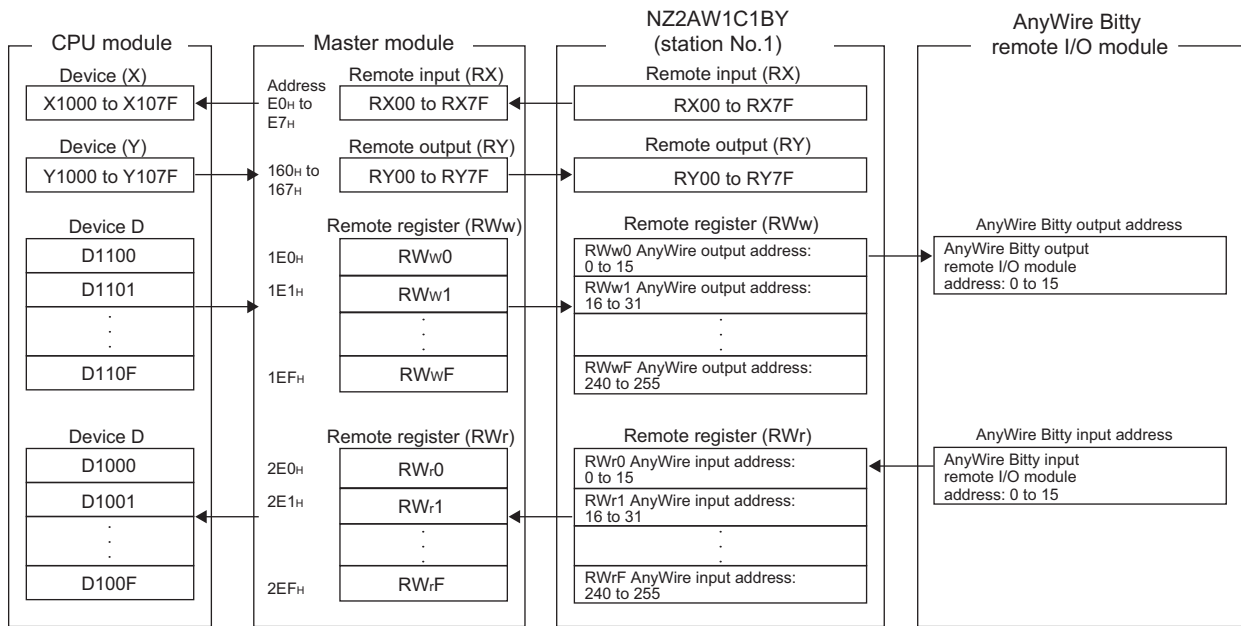 CPU module
Device (X)
X1000 to X107F
Device (Y)
Y1000 to Y107F
Device D
D1100
D1101
.
.
.
D110F
Device D
D1000
D1001
.
.
.
D100F
Master module
Address
E0H to
E7H
Remote input (RX)
RX00 to RX7F
160H to
167H
Remote output (RY)
RY00 to RY7F
Remote register (RWw)
1E0H
RWw0
1E1H
RWw1
.
.
.
1EFH
RWwF
Remote register (RWr)
2E0H
RWr0
2E1H
RWr1
.
.
.
2EFH
RWrF
NZ2AW1C1BY
(station No.1)
Remote input (RX)
RX00 to RX7F
Remote output (RY)
RY00 to RY7F
Remote register (RWw)
RWw0 AnyWire output address:
0 to 15
RWw1 AnyWire output address:
16 to 31
.
.
.
RWwF AnyWire output address:
240 to 255
Remote register (RWr)
RWr0 AnyWire input address:
0 to 15
RWr1 AnyWire input address:
16 to 31
.
.
.
RWrF AnyWire input address:
240 to 255
AnyWire Bitty
remote I/O module
AnyWire Bitty output address
AnyWire Bitty output
remote I/O module
address: 0 to 15
AnyWire Bitty input address
AnyWire Bitty input
remote I/O module
address: 0 to 15